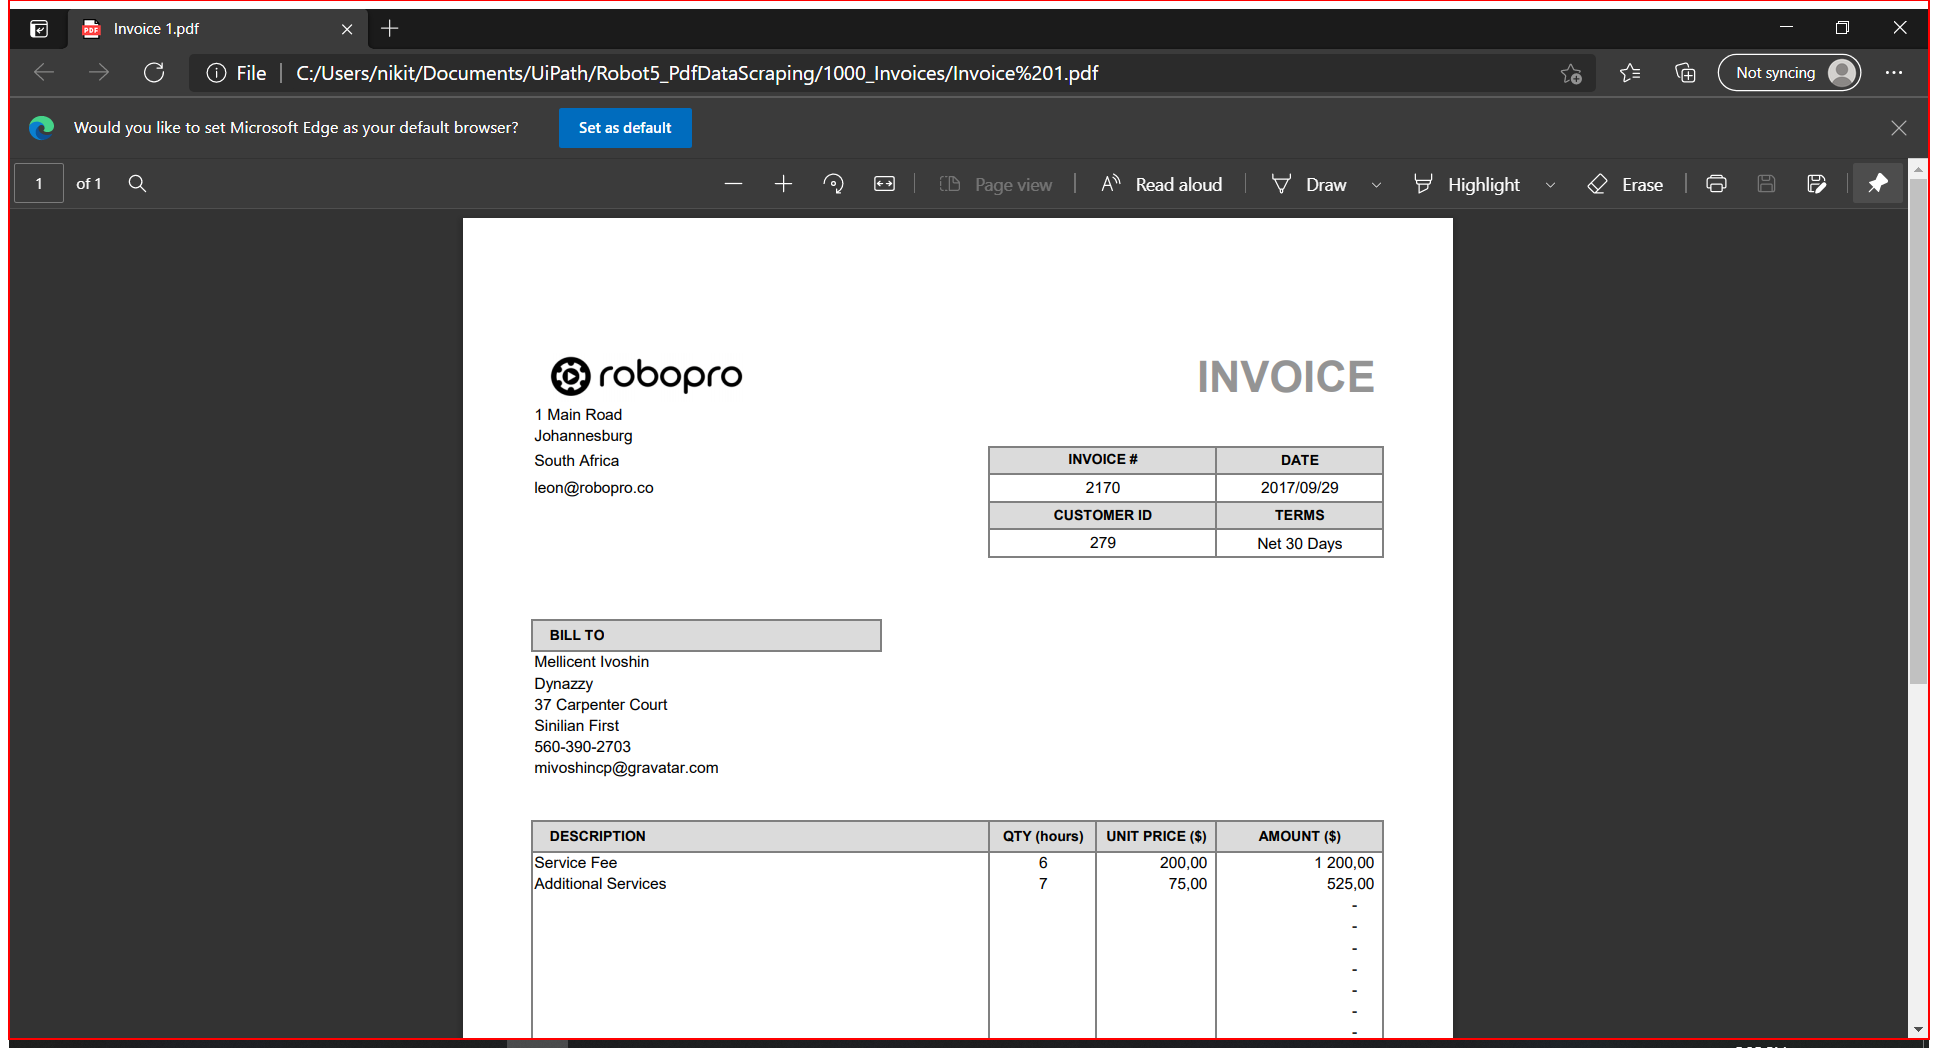 Invoice 1.pdf
File C:/Users/nikit/Documents/UiPath/Robot5_PdfDataScraping/1000_Invoices/Invoice%201.pdf Not syncing
Would you like to set Microsoft Edge as your default browser? Set as default
1 of 1 Page view Read aloud Draw Highlight Erase
robopro INVOICE
1 Main Road
Johannesburg
South Africa
leon@robopro.co
INVOICE # DATE
2170 2017/09/29
CUSTOMER ID TERMS
279 Net 30 Days
BILL TO
Mellicent Ivoshin
Dynazzy
37 Carpenter Court
Sinilian First
560-390-2703
mivoshincp@gravatar.com
DESCRIPTION QTY (hours) UNIT PRICE ($) AMOUNT ($)
Service Fee 6 200,00 1 200,00
Additional Services 7 75,00 525,00
-
-
-
-
-
-
-